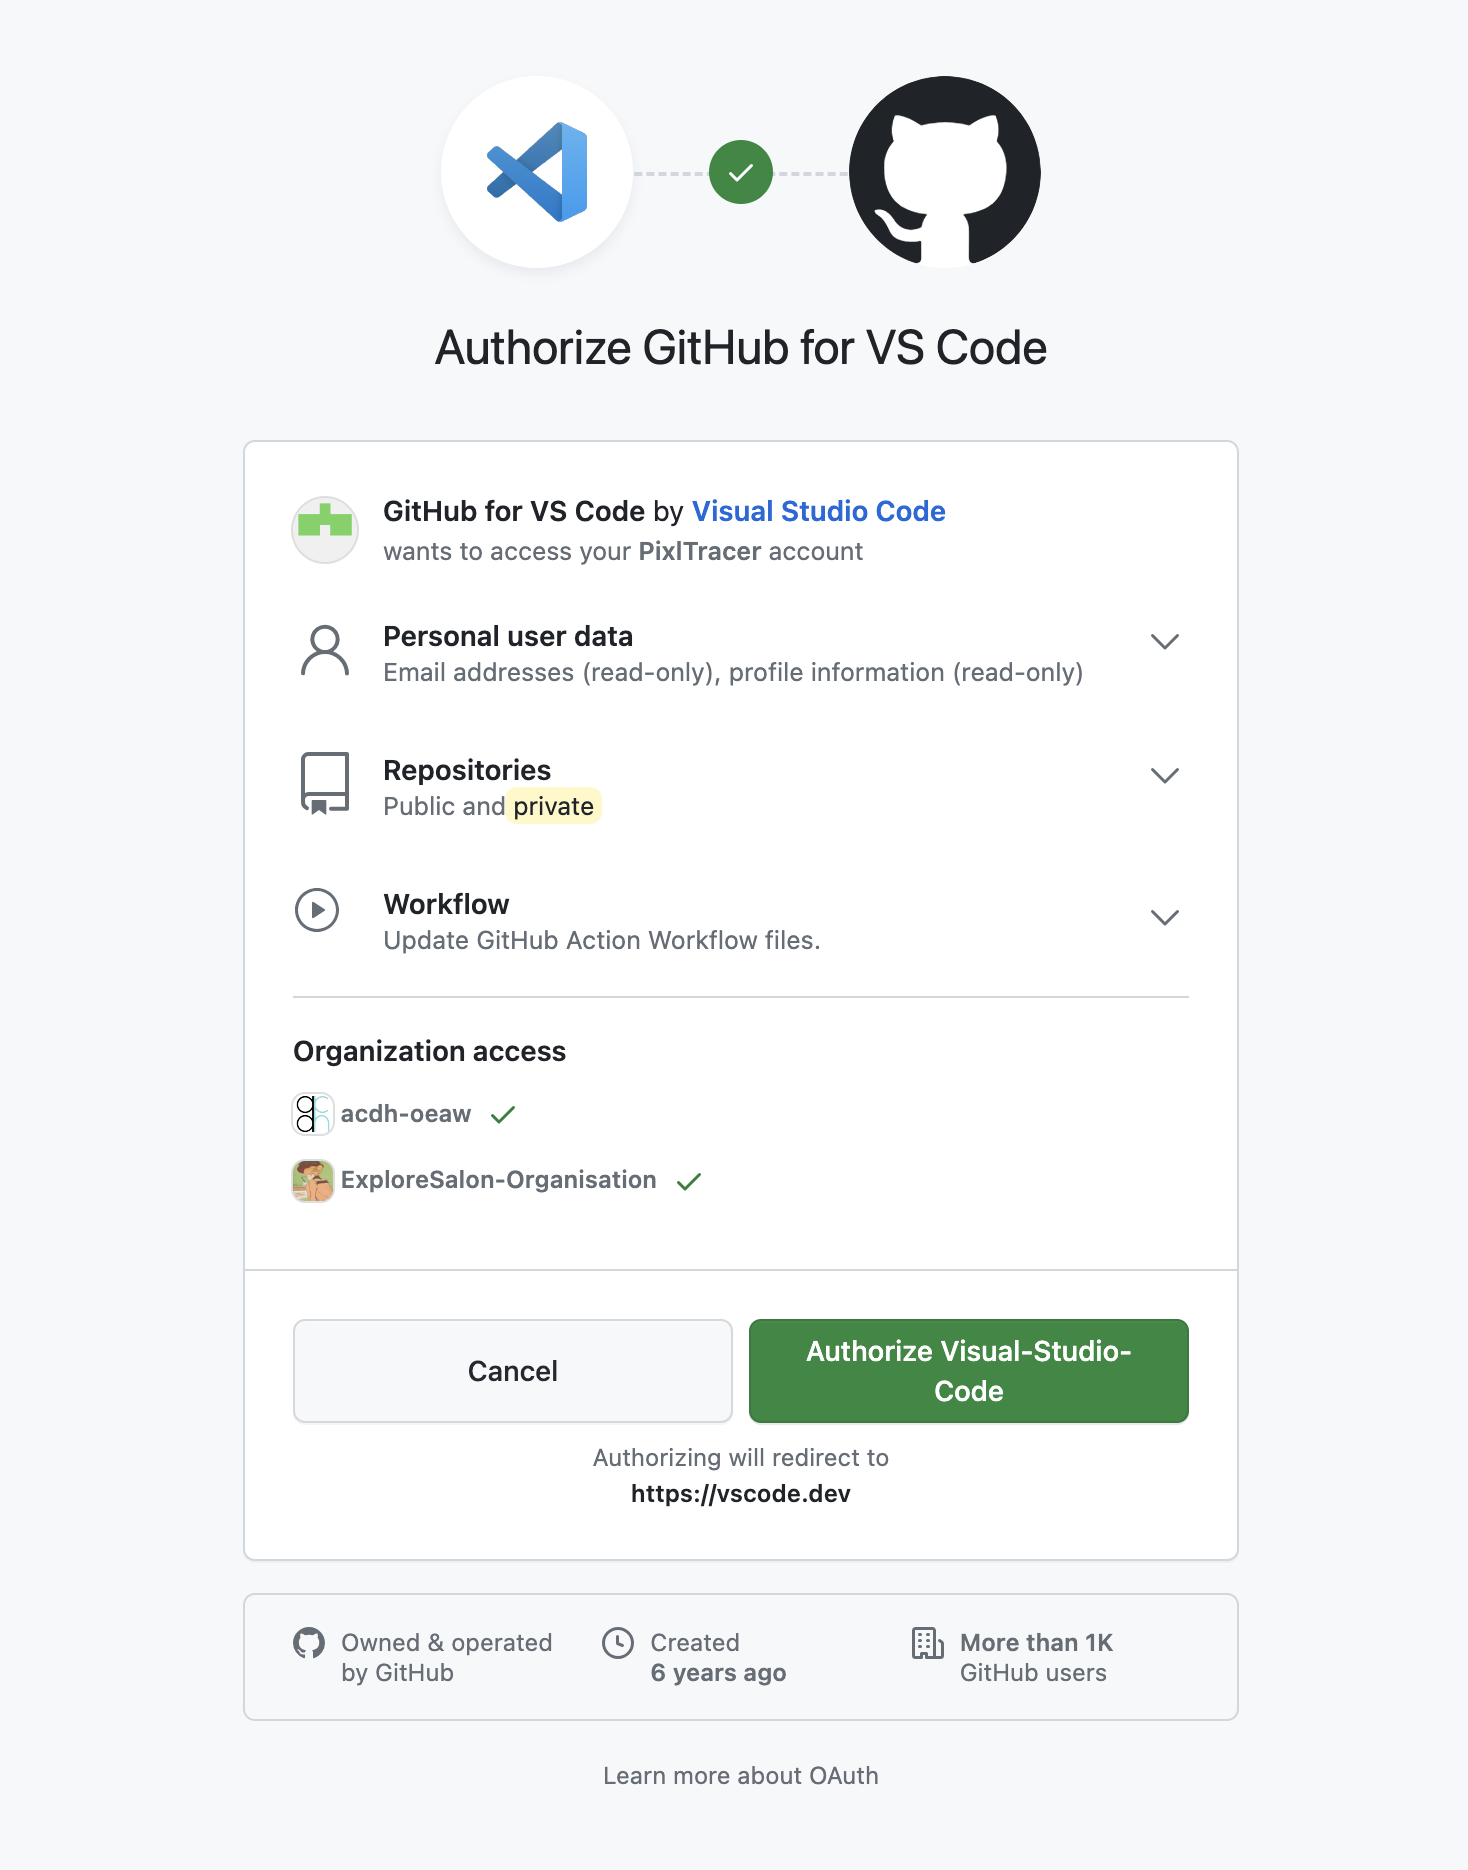 Authorize GitHub for VS Code
GitHub for VS Code by Visual Studio Code
wants to access your PixlTracer account
Personal user data
Email addresses (read-only), profile information (read-only)
Repositories
Public and private
Workflow
Update GitHub Action Workflow files.
Organization access
acdh-oeaw
ExploreSalon-Organisation
Cancel
Authorize Visual-Studio-
Code
Authorizing will redirect to
https://vscode.dev
Owned & operated
by GitHub
Created
6 years ago
More than 1K
GitHub users
Learn more about OAuth